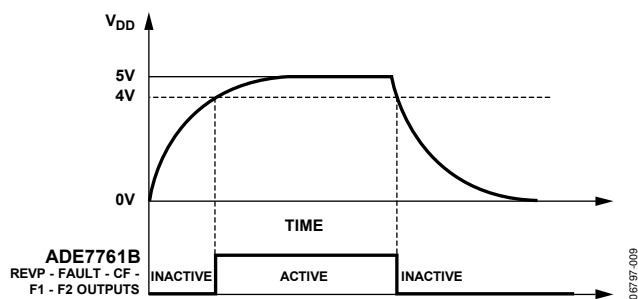 VDD
5V
4V
0V
TIME
ADE7761B
REVP - FAULT - CF -
F1 - F2 OUTPUTS
INACTIVE
ACTIVE
INACTIVE
06797-009